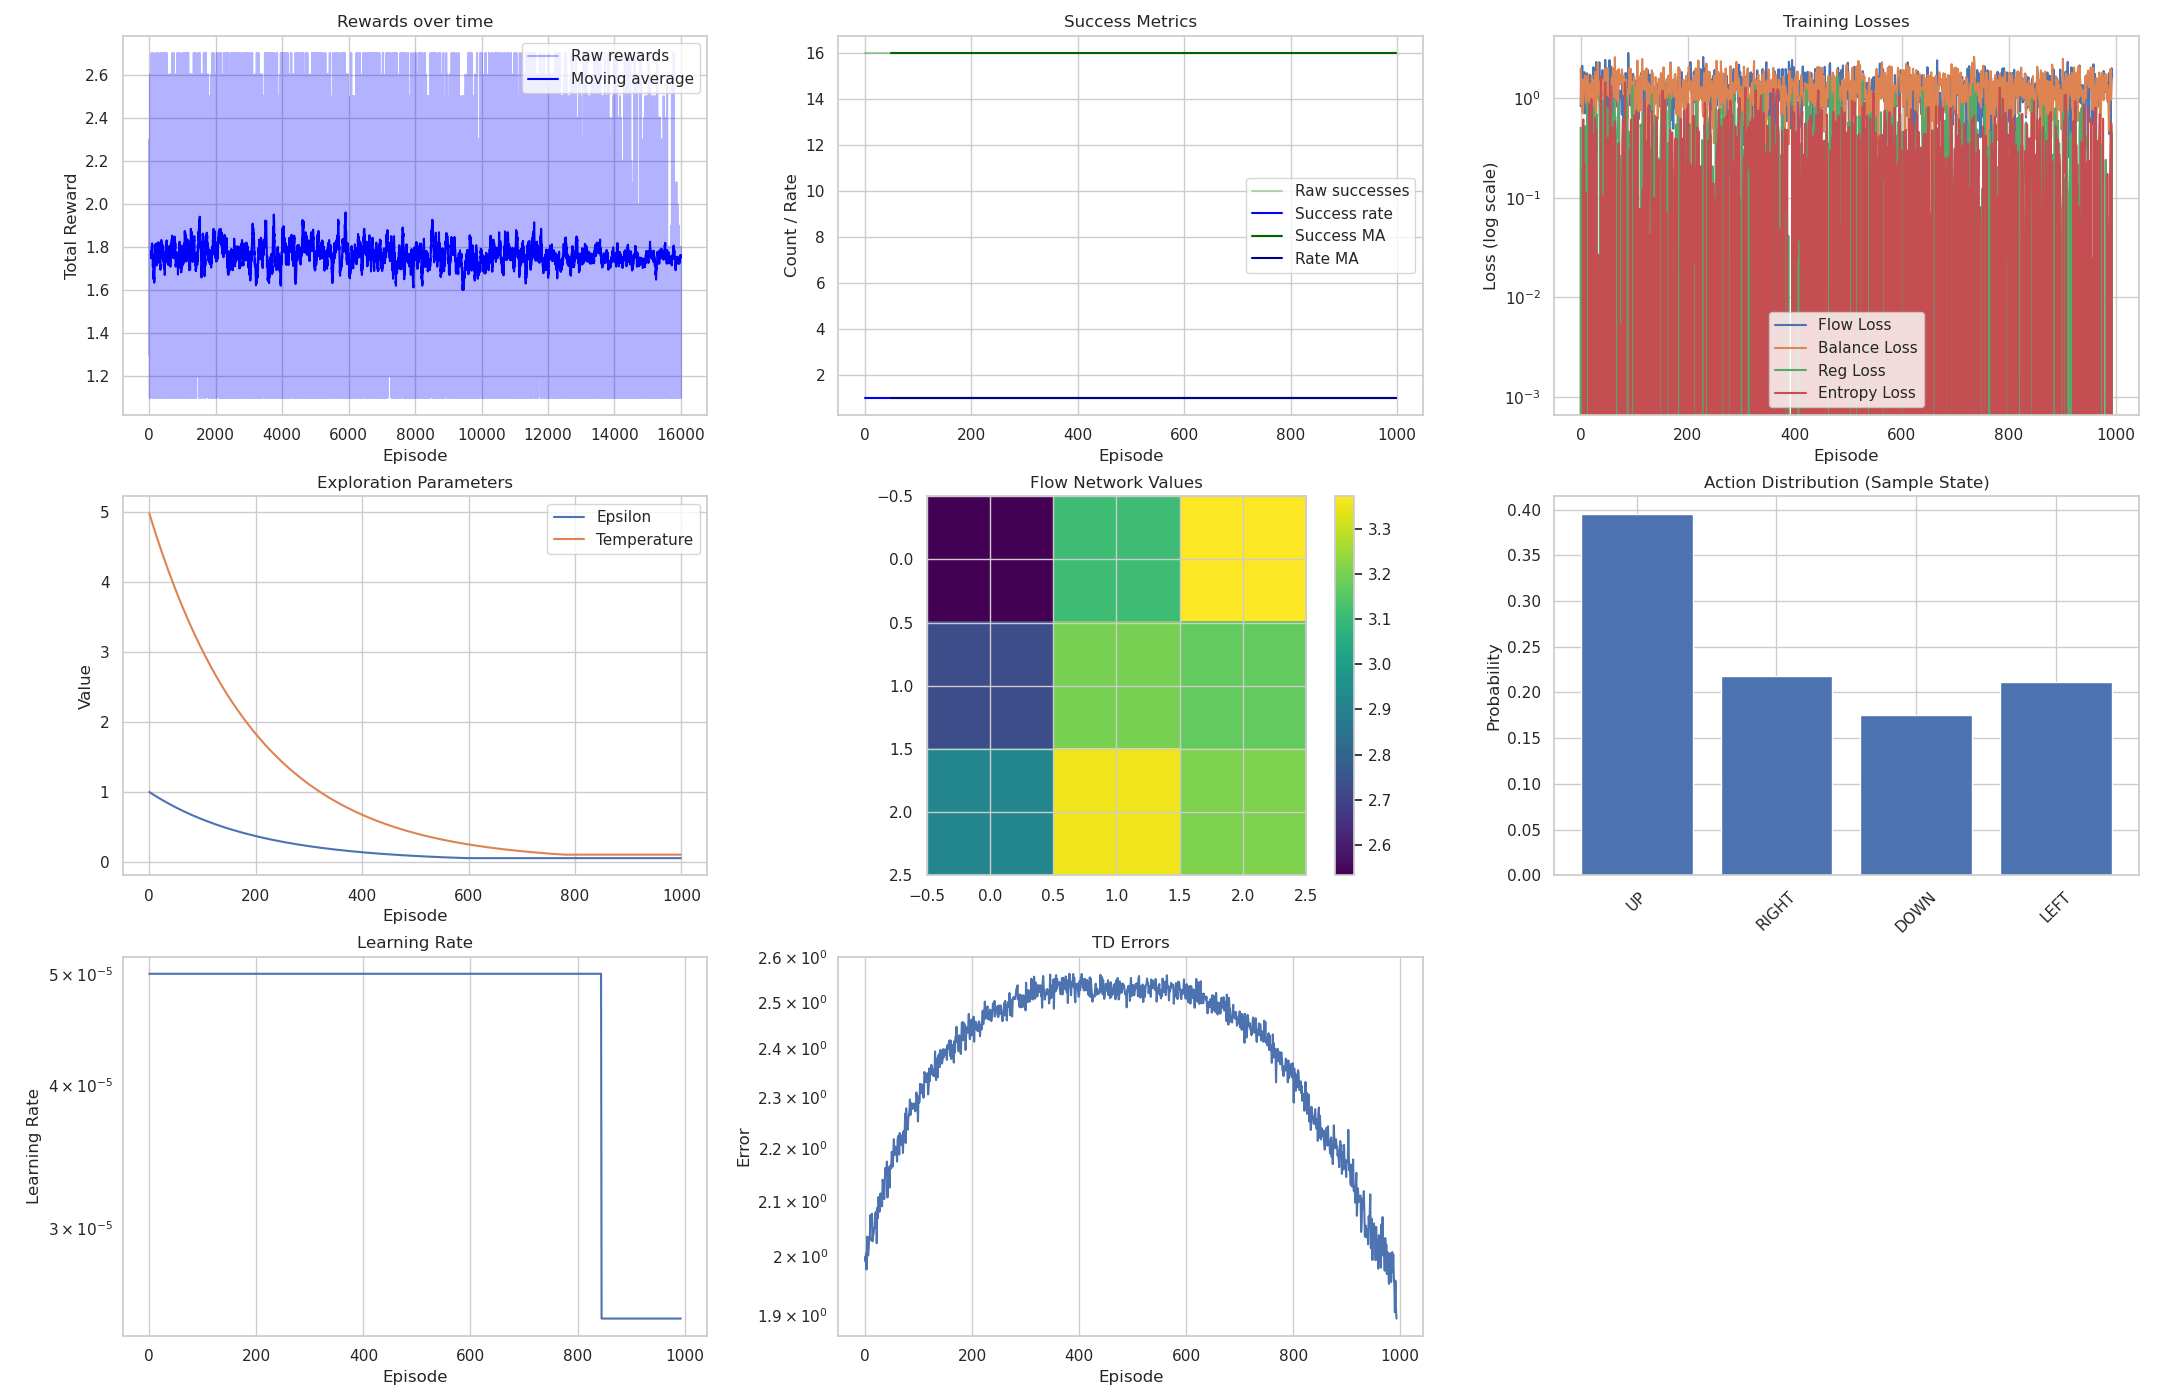 Rewards over time
Total Reward
2.6
2.4
2.2
2.0
1.8
1.6
1.4
1.2
Raw rewards
Moving average
0 2000 4000 6000 8000 10000 12000 14000 16000
Episode
Success Metrics
Count / Rate
16
14
12
10
8
6
4
2
Raw successes
Success rate
Success MA
Rate MA
0 200 400 600 800 1000
Episode
Training Losses
Loss (log scale)
10⁰
10⁻¹
10⁻²
10⁻³
Flow Loss
Balance Loss
Reg Loss
Entropy Loss
0 200 400 600 800 1000
Episode
Exploration Parameters
Value
5
4
3
2
1
0
Epsilon
Temperature
0 200 400 600 800 1000
Episode
Flow Network Values
−0.5
0.0
0.5
1.0
1.5
2.0
2.5
−0.5 0.0 0.5 1.0 1.5 2.0 2.5
3.3
3.2
3.1
3.0
2.9
2.8
2.7
2.6
Action Distribution (Sample State)
Probability
0.40
0.35
0.30
0.25
0.20
0.15
0.10
0.05
0.00
UP RIGHT DOWN LEFT
Learning Rate
Learning Rate
5 × 10⁻⁵
4 × 10⁻⁵
3 × 10⁻⁵
0 200 400 600 800 1000
Episode
TD Errors
Error
2.6 × 10⁰
2.5 × 10⁰
2.4 × 10⁰
2.3 × 10⁰
2.2 × 10⁰
2.1 × 10⁰
2 × 10⁰
1.9 × 10⁰
0 200 400 600 800 1000
Episode